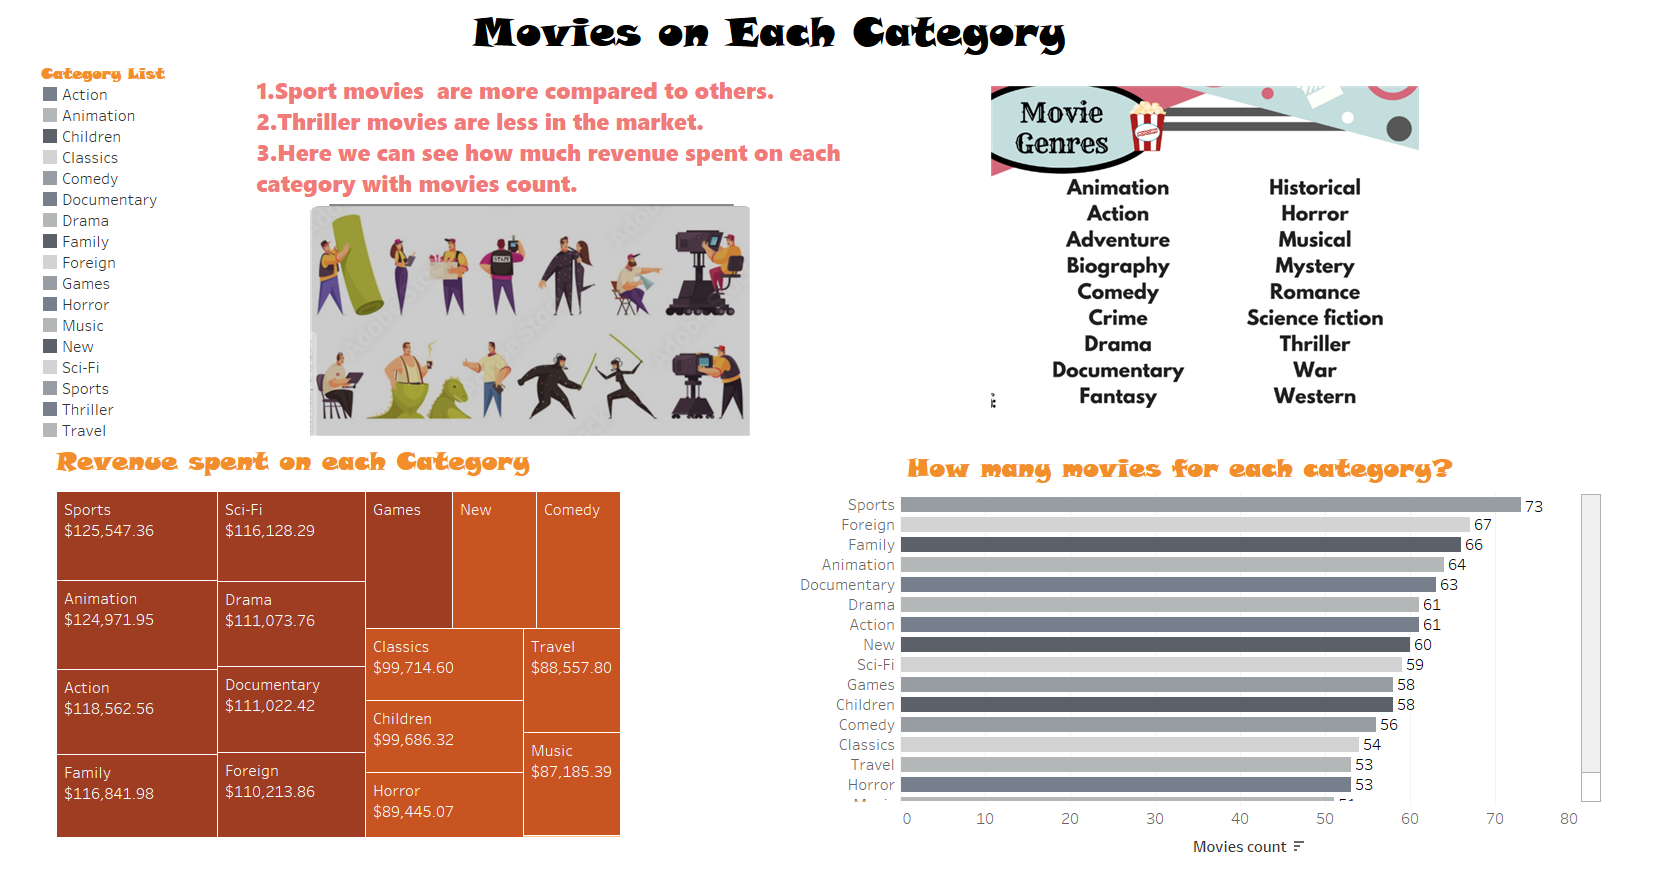 Movies on Each Category
Category List
Action
Animation
Children
Classics
Comedy
Documentary
Drama
Family
Foreign
Games
Horror
Music
New
Sci-Fi
Sports
Thriller
Travel
1.Sport movies  are more compared to others.
2.Thriller movies are less in the market.
3.Here we can see how much revenue spent on each
category with movies count.
STAFF
Movie
Genres
POPCORN
Animation
Action
Adventure
Biography
Comedy
Crime
Drama
Documentary
Fantasy
Historical
Horror
Musical
Mystery
Romance
Science fiction
Thriller
War
Western
Revenue spent on each Category
Sports
$125,547.36
Animation
$124,971.95
Action
$118,562.56
Family
$116,841.98
Sci-Fi
$116,128.29
Drama
$111,073.76
Documentary
$111,022.42
Foreign
$110,213.86
Games
New
Comedy
Classics
$99,714.60
Children
$99,686.32
Horror
$89,445.07
Travel
$88,557.80
Music
$87,185.39
How many movies for each category?
Sports 73
Foreign 67
Family 66
Animation 64
Documentary 63
Drama 61
Action 61
New 60
Sci-Fi 59
Games 58
Children 58
Comedy 56
Classics 54
Travel 53
Horror 53
0 10 20 30 40 50 60 70 80
Movies count